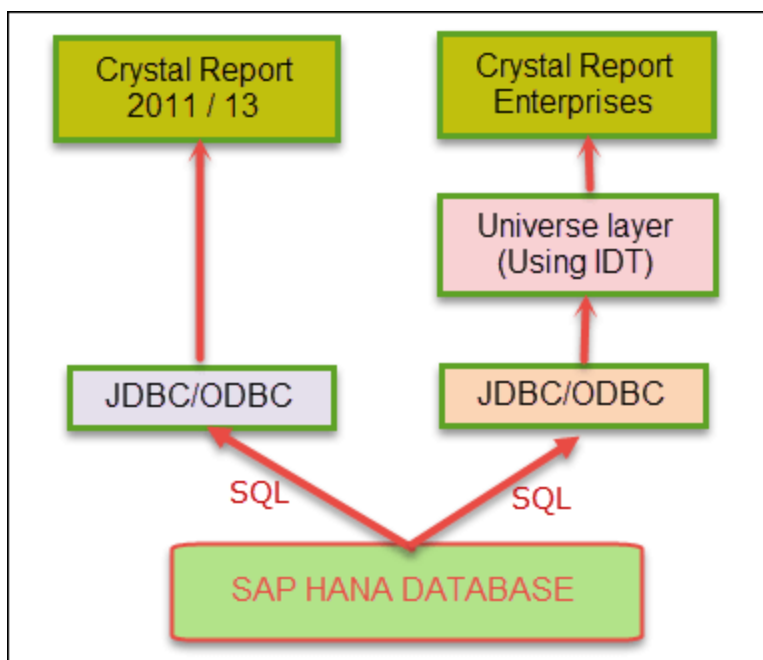 Crystal Report
2011 / 13
Crystal Report
Enterprises
Universe layer
(Using IDT)
JDBC/ODBC
JDBC/ODBC
SQL
SQL
SAP HANA DATABASE